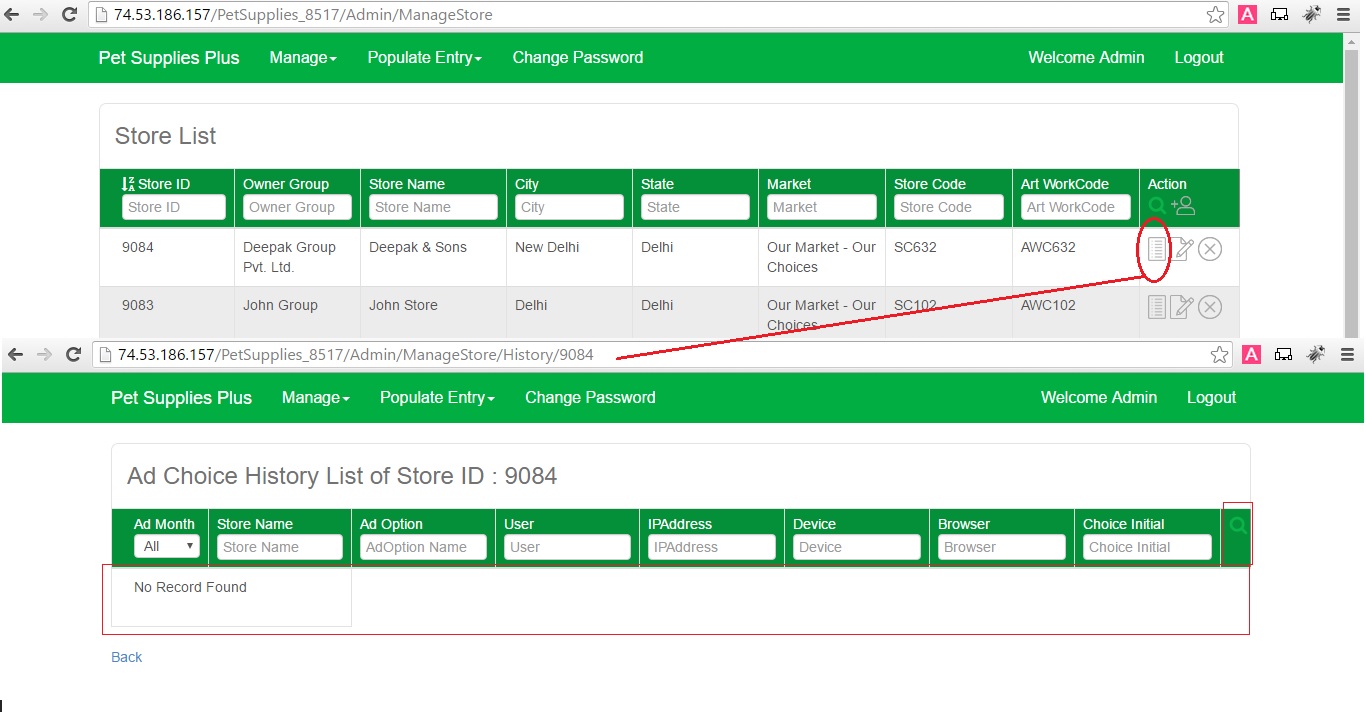 74.53.186.157/PetSupplies_8517/Admin/ManageStore A
Pet Supplies Plus Manage Populate Entry Change Password Welcome Admin Logout
Store List
Store ID Owner Group Store Name City State Market Store Code Art WorkCode Action
Store ID Owner Group Store Name City State Market Store Code Art WorkCode
9084 Deepak Group Deepak & Sons New Delhi Delhi Our Market - Our SC632 AWC632
Pvt. Ltd. Choices
9083 John Group John Store Delhi Delhi Our Market - Our SC102 AWC102
Choices
74.53.186.157/PetSupplies_8517/Admin/ManageStore/History/9084 A
Pet Supplies Plus Manage Populate Entry Change Password Welcome Admin Logout
Ad Choice History List of Store ID : 9084
Ad Month Store Name Ad Option User IPAddress Device Browser Choice Initial
All Store Name AdOption Name User IPAddress Device Browser Choice Initial
No Record Found
Back